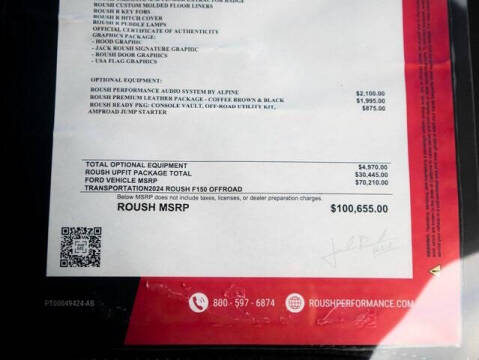 ROUSH CUSTOM MOLDED FLOOR LINERS
ROUSH R KEY FOBS
ROUSH R HITCH COVER
ROUSH R PUDDLE LAMPS
OFFICIAL CERTIFICATE OF AUTHENTICITY
GRAPHICS PACKAGE:
- HOOD GRAPHIC
- JACK ROUSH SIGNATURE GRAPHIC
- ROUSH DOOR GRAPHICS
- USA FLAG GRAPHICS
OPTIONAL EQUIPMENT:
ROUSH PERFORMANCE AUDIO SYSTEM BY ALPINE $2,100.00
ROUSH PREMIUM LEATHER PACKAGE - COFFEE BROWN & BLACK $1,995.00
ROUSH READY PKG: CONSOLE VAULT, OFF-ROAD UTILITY KIT, $875.00
AMPROAD JUMP STARTER
TOTAL OPTIONAL EQUIPMENT $4,970.00
ROUSH UPFIT PACKAGE TOTAL $30,445.00
FORD VEHICLE MSRP $70,210.00
TRANSPORTATION2024 ROUSH F150 OFFROAD
Below MSRP does not include taxes, licenses, or dealer preparation charges.
ROUSH MSRP $100,655.00
PT00049424-AB
800 - 597 - 6874 ROUSHPERFORMANCE.COM